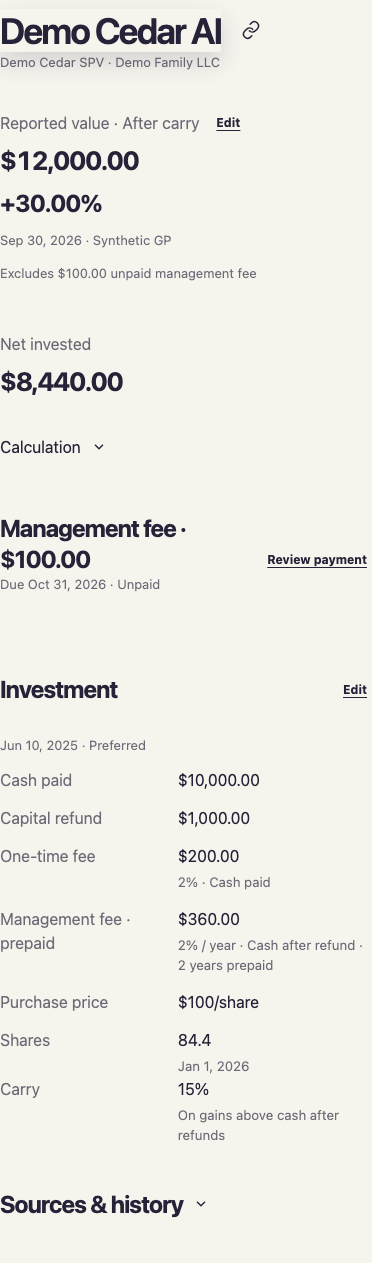 Demo Cedar AI
Demo Cedar SPV · Demo Family LLC
Reported value · After carry Edit
$12,000.00
+30.00%
Sep 30, 2026 · Synthetic GP
Excludes $100.00 unpaid management fee
Net invested
$8,440.00
Calculation
Management fee ·
$100.00
Review payment
Due Oct 31, 2026 · Unpaid
Investment
Edit
Jun 10, 2025 · Preferred
Cash paid $10,000.00
Capital refund $1,000.00
One-time fee $200.00
2% · Cash paid
Management fee · $360.00
prepaid 2% / year · Cash after refund ·
2 years prepaid
Purchase price $100/share
Shares 84.4
Jan 1, 2026
Carry 15%
On gains above cash after
refunds
Sources & history